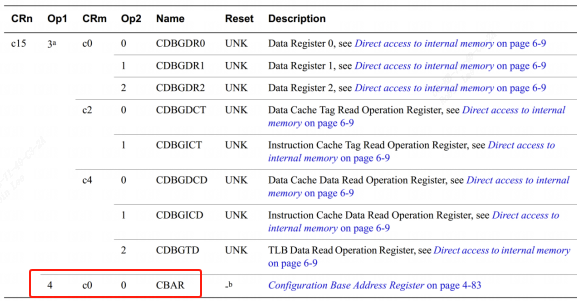 CRn Op1 CRm Op2 Name Reset Description
c15 3a c0 0 CDBGDR0 UNK Data Register 0, see Direct access to internal memory on page 6-9
1 CDBGDR1 UNK Data Register 1, see Direct access to internal memory on page 6-9
2 CDBGDR2 UNK Data Register 2, see Direct access to internal memory on page 6-9
c2 0 CDBGDCT UNK Data Cache Tag Read Operation Register, see Direct access to internal
memory on page 6-9
1 CDBGICT UNK Instruction Cache Tag Read Operation Register, see Direct access to
internal memory on page 6-9
c4 0 CDBGDCD UNK Data Cache Data Read Operation Register, see Direct access to internal
memory on page 6-9
1 CDBGICD UNK Instruction Cache Data Read Operation Register, see Direct access to
internal memory on page 6-9
2 CDBGTD UNK TLB Data Read Operation Register, see Direct access to internal memory
on page 6-9
4 c0 0 CBAR -b Configuration Base Address Register on page 4-83